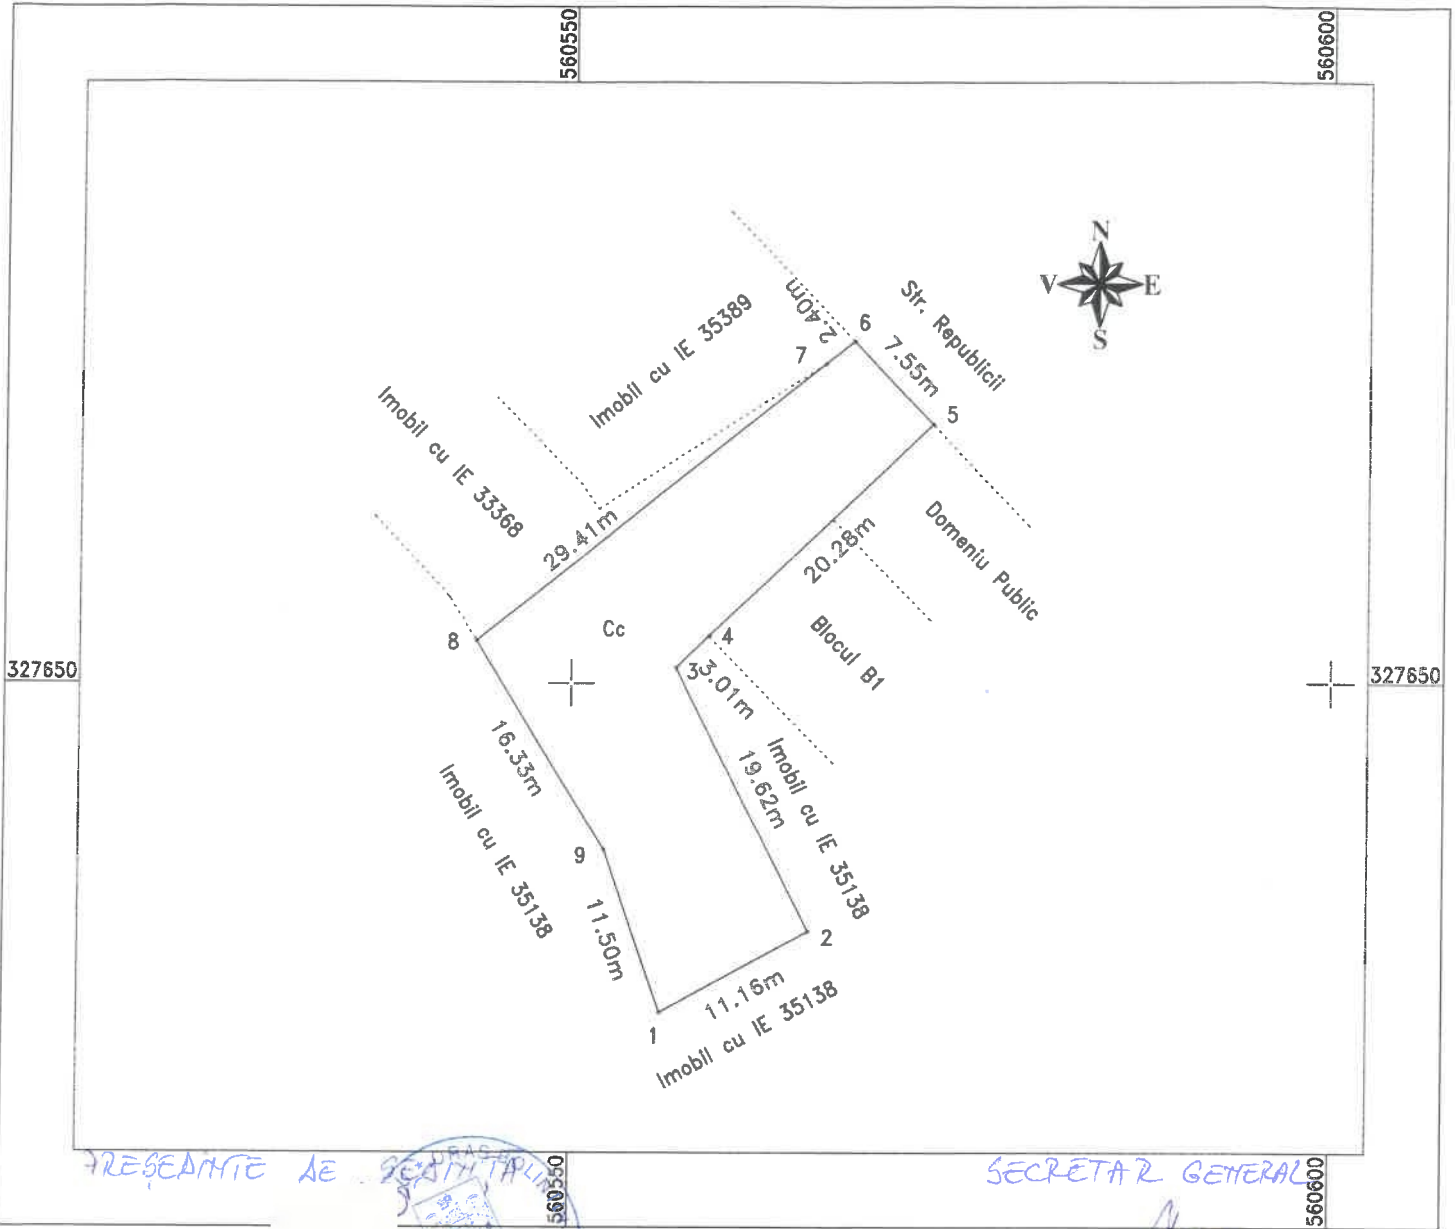 560550
560600
N
V E
S
Str. Republicii
2.40m
6
7.55m
7
Imobil cu IE 35389
5
Imobil cu IE 33368
29.41m
Domeniu Public
20.28m
Cc
4
Blocul B1
8
3
3.01m
327650
327650
16.33m
Imobil cu IE 35138
19.62m
Imobil cu IE 35138
9
11.50m
2
11.16m
1
Imobil cu IE 35138
PREȘEDINTE DE ȘEDINȚĂ
SECRETAR GENERAL
560550
560600